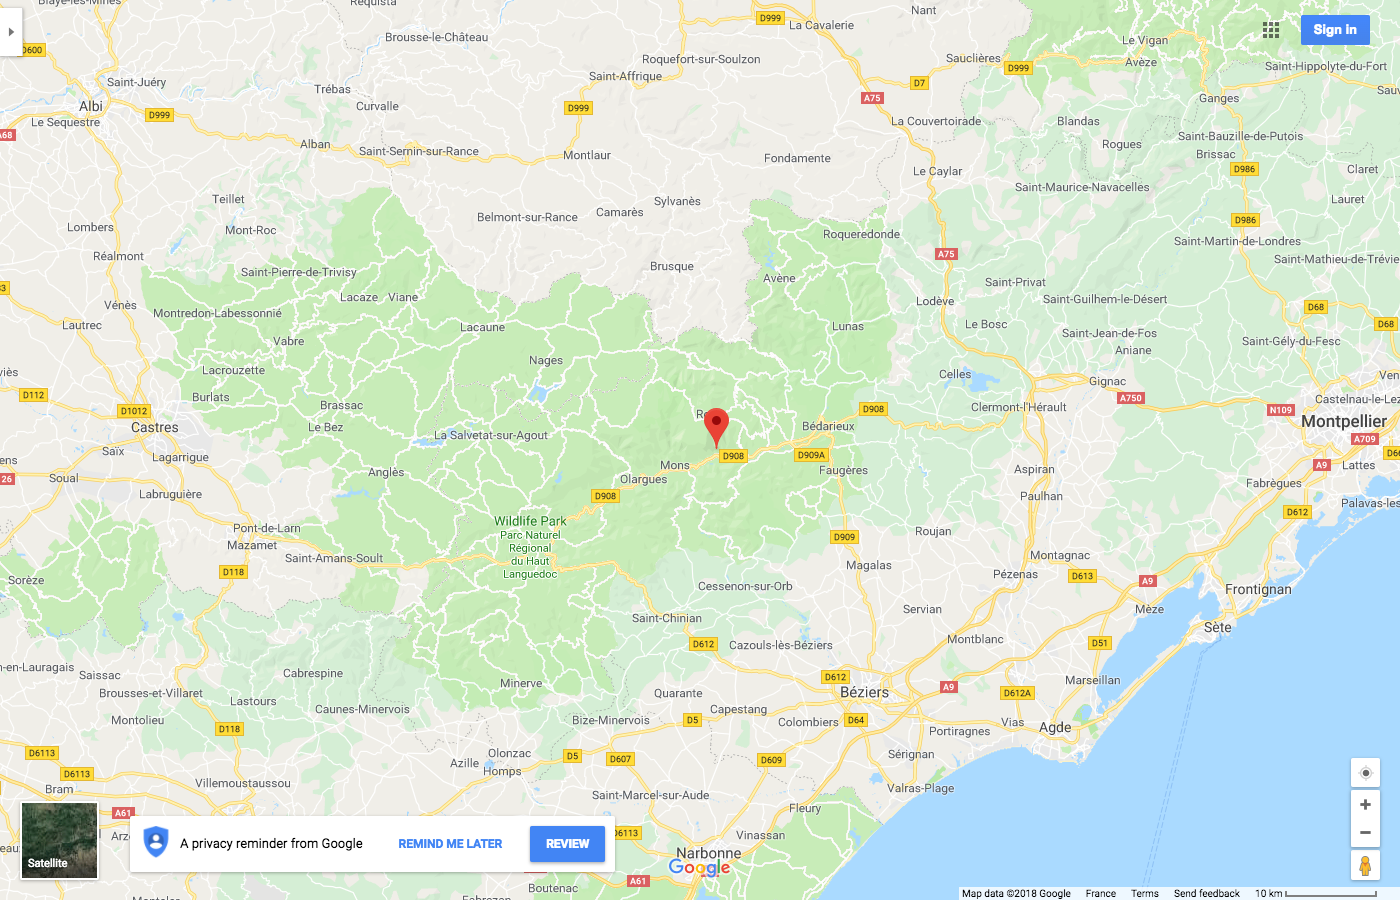 Blaye-les-Mines
Réquista
Brousse-le-Château
D999
La Cavalerie
Nant
Sign in
D600
Roquefort-sur-Soulzon
Sauclières
D999
Le Vigan
Avèze
Saint-Hippolyte-du-Fort
Saint-Juéry
Saint-Affrique
Trébas
D7
Albi
Curvalle
D999
A75
Ganges
D999
Le Sequestre
La Couvertoirade
Blandas
Saint-Bauzille-de-Putois
A68
Alban
Saint-Sernin-sur-Rance
Montlaur
Fondamente
Rogues
Brissac
Le Caylar
D986
Claret
Teillet
Saint-Maurice-Navacelles
Lauret
Sylvanès
Camarès
Belmont-sur-Rance
Lombers
Mont-Roc
Roqueredonde
D986
Saint-Martin-de-Londres
A75
Réalmont
Saint-Mathieu-de-Trévie
Saint-Pierre-de-Trivisy
Brusque
Avène
Saint-Privat
Lacaze
Viane
Lodève
Saint-Guilhem-le-Désert
Vénès
Montredon-Labessonnié
D68
Lautrec
Lacaune
Lunas
Le Bosc
Saint-Jean-de-Fos
D68
Vabre
Aniane
Saint-Gély-du-Fesc
Nages
Lacrouzette
Celles
Gignac
D112
Burlats
Brassac
A750
Castelnau-le-Lez
D1012
D908
Clermont-l'Hérault
N109
Castres
Le Bez
La Salvetat-sur-Agout
Bédarieux
Montpellier
A709
Saix
Lagarrigue
D908
D909A
Mons
Faugères
Aspiran
A9
Lattes
Anglès
Olargues
26
Soual
Labruguière
D908
Paulhan
Fabrègues
Palavas-les
D612
Wildlife Park
Parc Naturel
Régional
du Haut
Languedoc
Pont-de-Larn
Mazamet
Saint-Amans-Soult
D909
Roujan
Magalas
Montagnac
D118
Pézenas
D613
A9
Sorèze
Cessenon-sur-Orb
Frontignan
Servian
Mèze
Saint-Chinian
Sète
Montblanc
D612
Cazouls-lès-Béziers
D51
n-en-Lauragais
Saissac
Cabrespine
Minerve
D612
A9
Marseillan
Brousses-et-Villaret
Quarante
Béziers
D612A
Lastours
Caunes-Minervois
Capestang
Montolieu
Bize-Minervois
D5
Colombiers
D64
Vias
Agde
D118
Portiragnes
D6113
Olonzac
D5
D607
D609
Sérignan
D6113
Azille
Homps
Bram
Villemoustaussou
Valras-Plage
Saint-Marcel-sur-Aude
A61
Fleury
Satellite
A privacy reminder from Google
REMIND ME LATER
REVIEW
D6113
Vinassan
Narbonne
Google
A61
Boutenac
Map data ©2018 Google
France
Terms
Send feedback
10 km